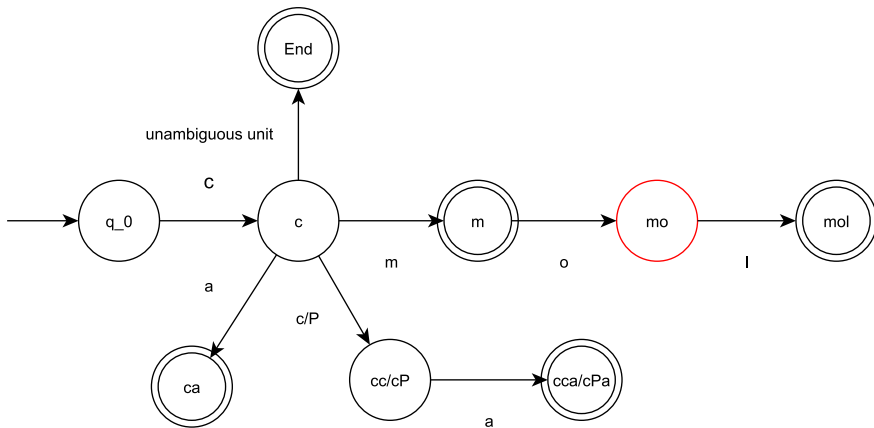 End
unambiguous unit
C
q_0
c
m
mo
mol
a
m
o
l
c/P
ca
cc/cP
cca/cPa
a